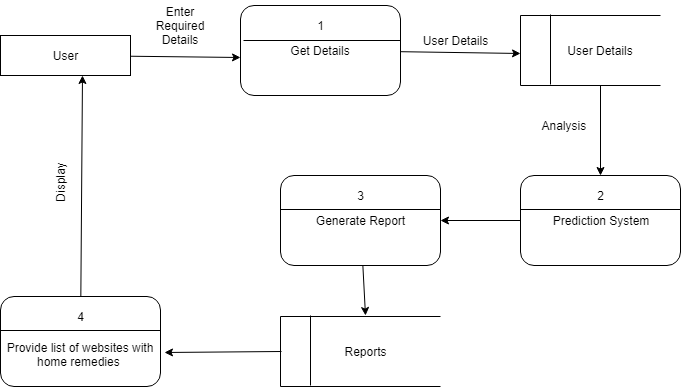 Enter
Required
Details
1
User
Get Details
User Details
User Details
Analysis
3
2
Generate Report
Prediction System
Display
4
Provide list of websites with
home remedies
Reports